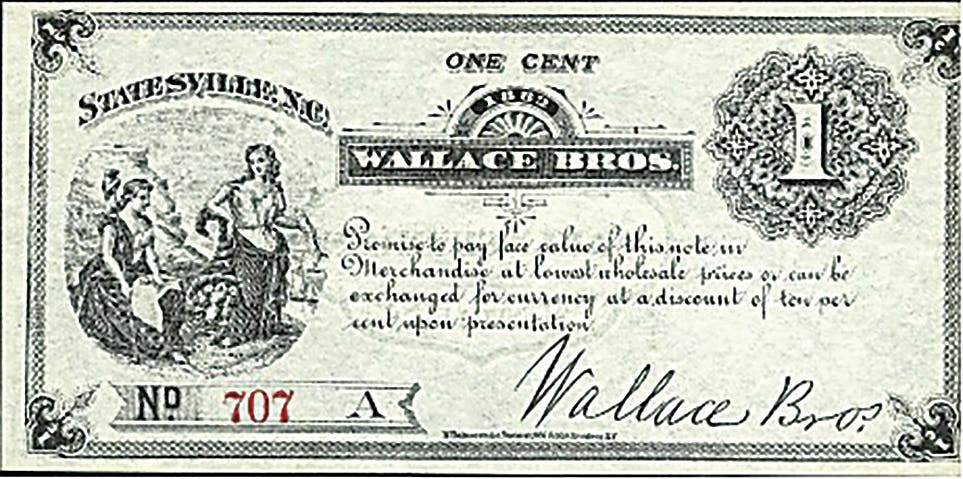 ONE CENT
STATESVILLE, N.C.
WALLACE BROS.
1
Promise to pay face value of this note in
Merchandise at lowest wholesale prices or can be
exchanged for currency at a discount of ten per
cent upon presentation.
No 707 A
Wallace Bros.